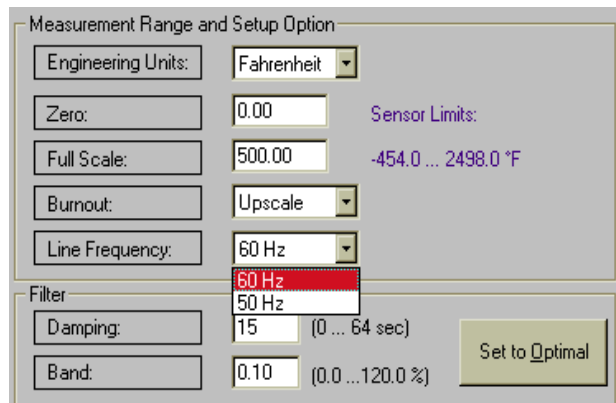 Measurement Range and Setup Option
Engineering Units: Fahrenheit
Zero: 0.00 Sensor Limits:
Full Scale: 500.00 -454.0 ... 2498.0 °F
Burnout: Upscale
Line Frequency: 60 Hz
60 Hz
50 Hz
Filter
Damping: 15 (0 ... 64 sec)
Band: 0.10 (0.0 ...120.0 %)
Set to Optimal